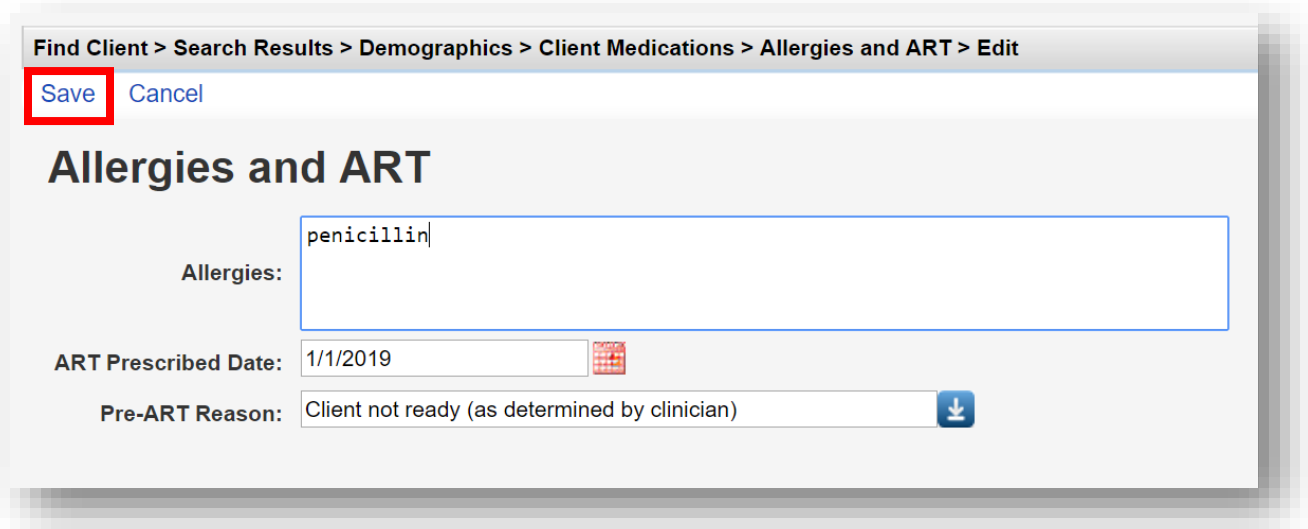 Find Client > Search Results > Demographics > Client Medications > Allergies and ART > Edit
Save Cancel
Allergies and ART
Allergies: penicillin
ART Prescribed Date: 1/1/2019
Pre-ART Reason: Client not ready (as determined by clinician)